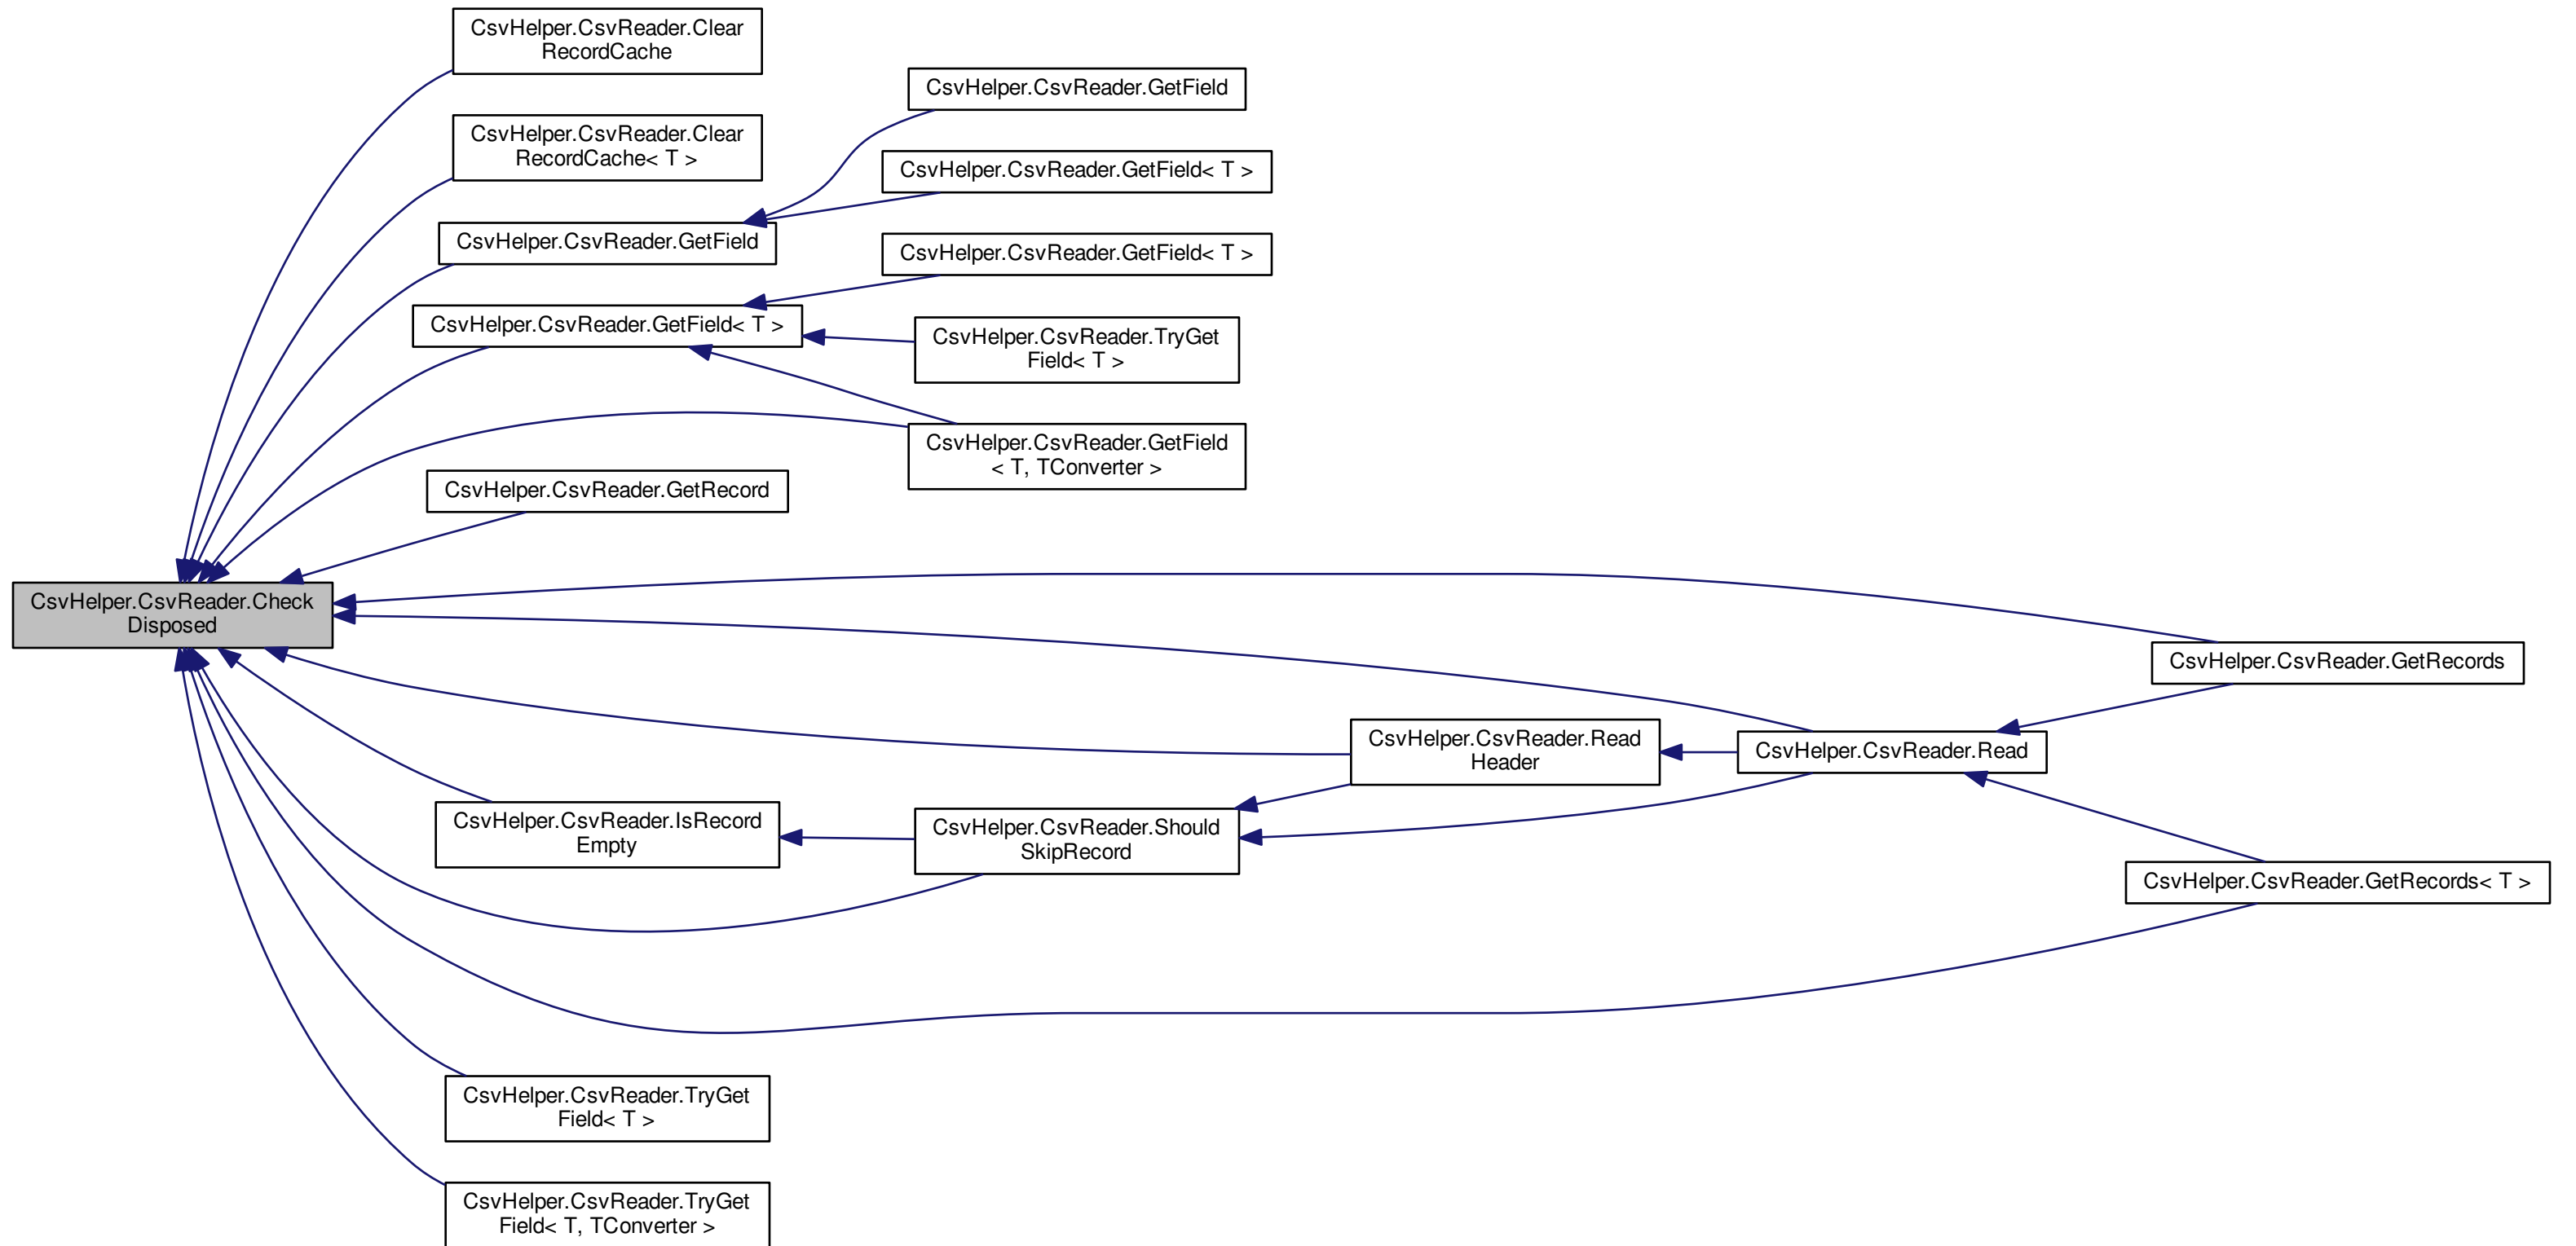 CsvHelper.CsvReader.Clear
RecordCache
CsvHelper.CsvReader.GetField
CsvHelper.CsvReader.Clear
RecordCache< T >
CsvHelper.CsvReader.GetField< T >
CsvHelper.CsvReader.GetField
CsvHelper.CsvReader.GetField< T >
CsvHelper.CsvReader.GetField< T >
CsvHelper.CsvReader.TryGet
Field< T >
CsvHelper.CsvReader.GetField
< T, TConverter >
CsvHelper.CsvReader.GetRecord
CsvHelper.CsvReader.Check
Disposed
CsvHelper.CsvReader.GetRecords
CsvHelper.CsvReader.Read
Header
CsvHelper.CsvReader.Read
CsvHelper.CsvReader.IsRecord
Empty
CsvHelper.CsvReader.Should
SkipRecord
CsvHelper.CsvReader.GetRecords< T >
CsvHelper.CsvReader.TryGet
Field< T >
CsvHelper.CsvReader.TryGet
Field< T, TConverter >